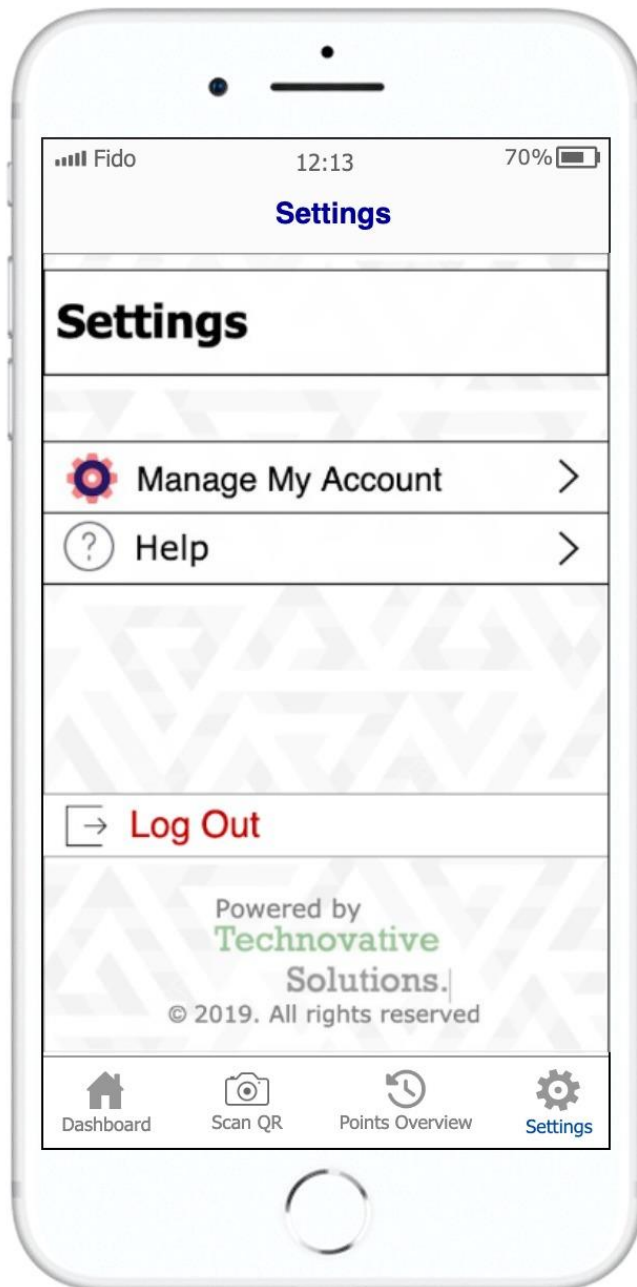 Fido 12:13 70%
Settings
Settings
Manage My Account
Help
Log Out
Powered by
Technovative
Solutions.
© 2019. All rights reserved
Dashboard Scan QR Points Overview Settings